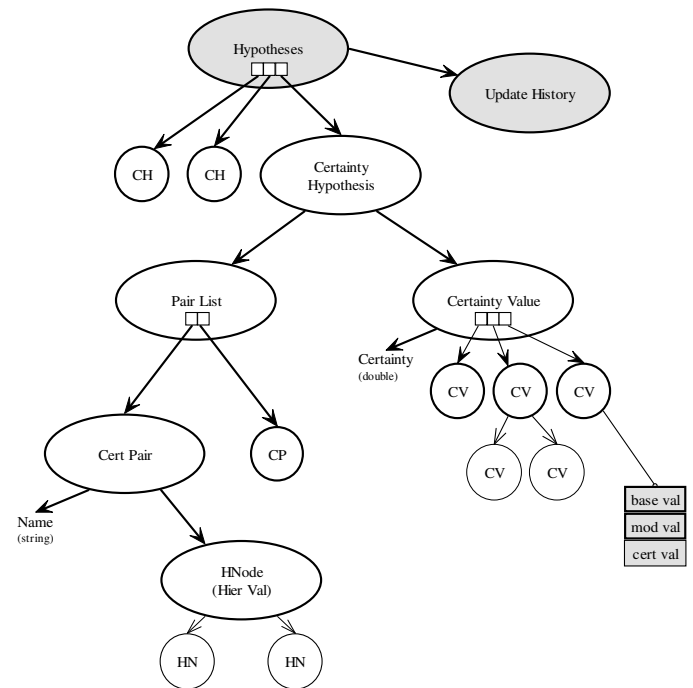 Hypotheses
Update History
CH
CH
Certainty
Hypothesis
Pair List
Certainty Value
Certainty
(double)
CV
CV
CV
Cert Pair
CP
CV
CV
base val
mod val
cert val
Name
(string)
HNode
(Hier Val)
HN
HN